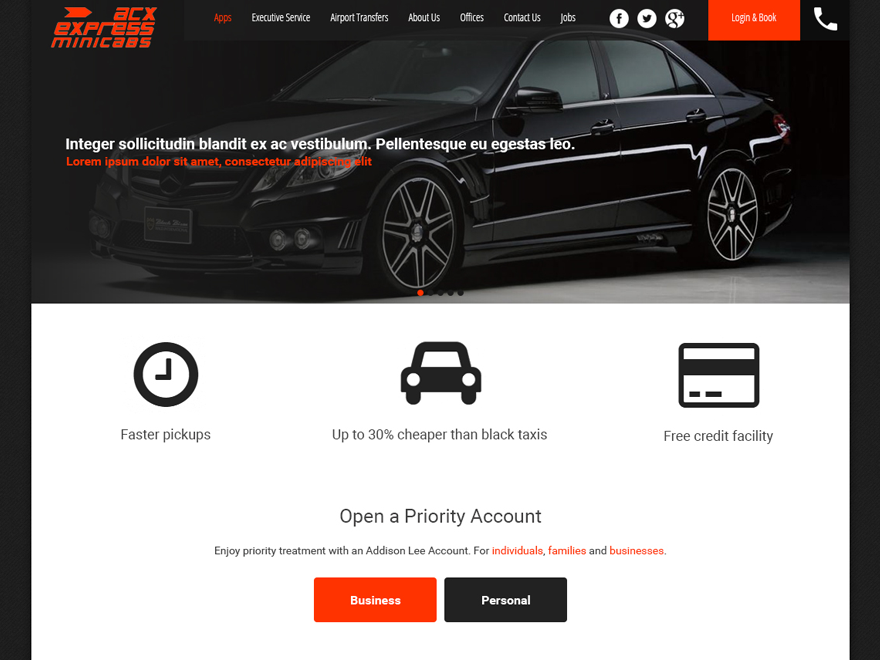 acx
express
minicabs
Apps Executive Service Airport Transfers About Us Offices Contact Us Jobs Login & Book
Integer sollicitudin blandit ex ac vestibulum. Pellentesque eu egestas leo.
Lorem ipsum dolor sit amet, consectetur adipiscing elit
Faster pickups
Up to 30% cheaper than black taxis
Free credit facility
Open a Priority Account
Enjoy priority treatment with an Addison Lee Account. For individuals, families and businesses.
Business
Personal